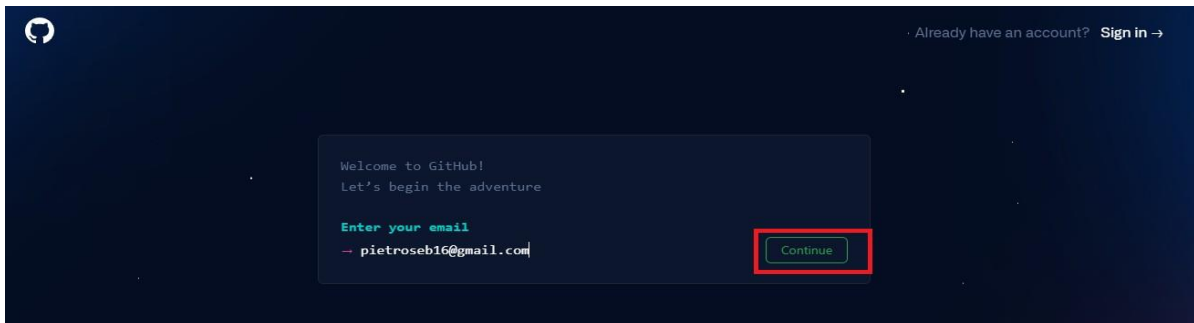 Already have an account? Sign in →
Welcome to GitHub!
Let's begin the adventure
Enter your email
→ pietroseb16@gmail.com
Continue